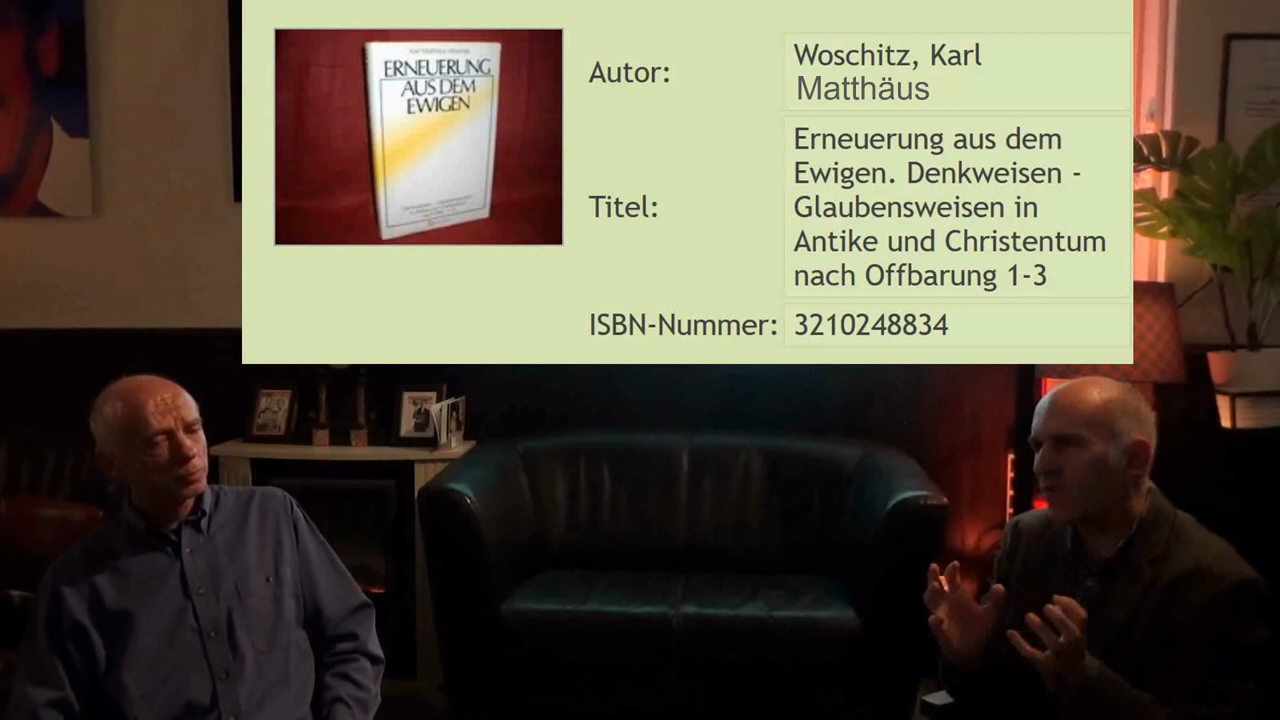 ERNEUERUNG
AUS DEM
EWIGEN
Autor:
Woschitz, Karl
Matthäus
Titel:
Erneuerung aus dem
Ewigen. Denkweisen -
Glaubensweisen in
Antike und Christentum
nach Offbarung 1-3
ISBN-Nummer:
3210248834